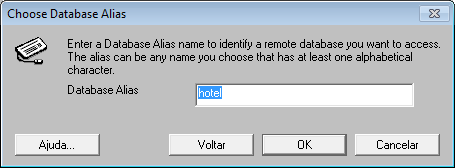 Choose Database Alias
Enter a Database Alias name to identify a remote database you want to access.
The alias can be any name you choose that has at least one alphabetical
character.
Database Alias
hotel
Ajuda...
Voltar
OK
Cancelar